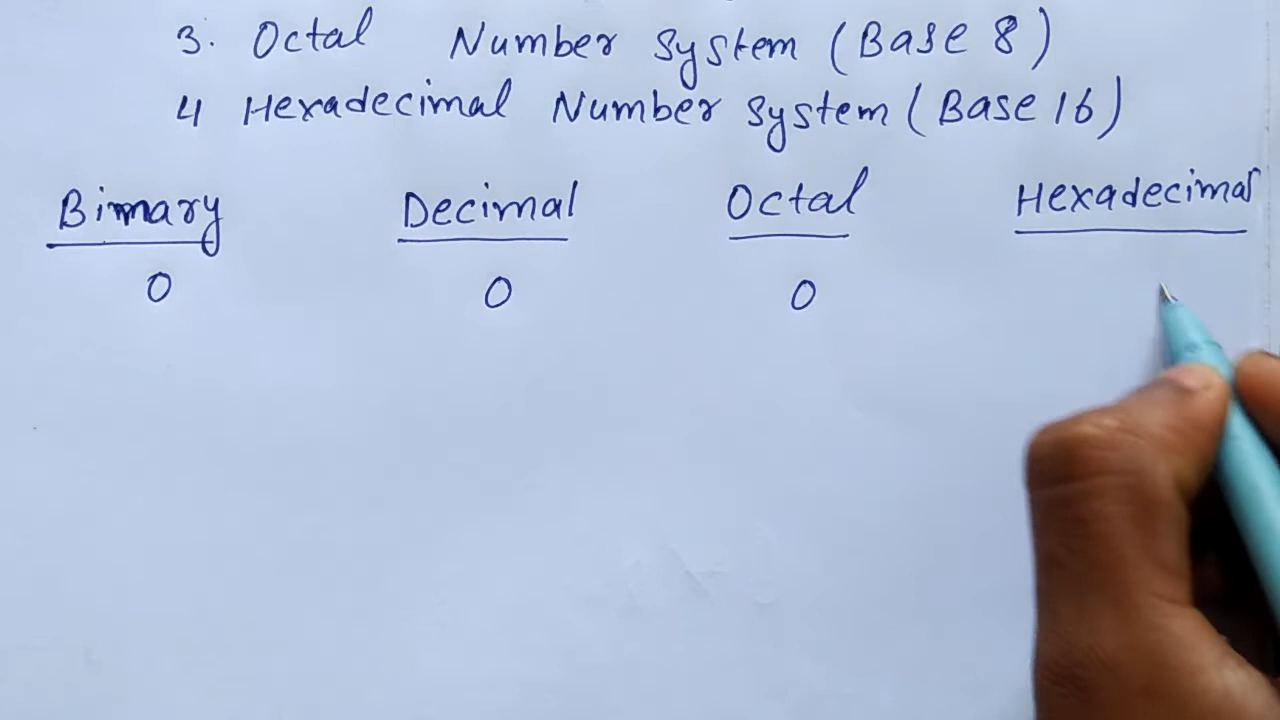 3. Octal Number System (Base 8)
4 Hexadecimal Number System (Base 16)
Binary Decimal Octal Hexadecimal
0 0 0